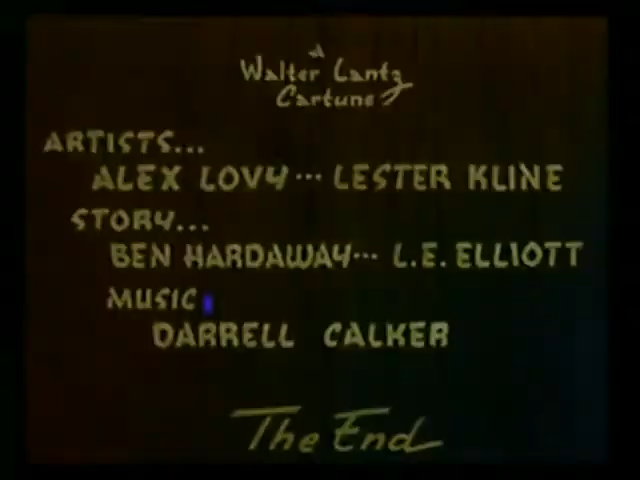 A
Walter Lantz
Cartune
ARTISTS...
ALEX LOVY... LESTER KLINE
STORY...
BEN HARDAWAY... L.E. ELLIOTT
MUSIC
DARRELL CALKER
The End